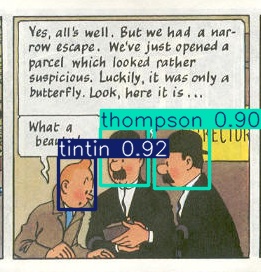 Yes, all's well. But we had a nar-
row escape. We've just opened a
parcel which looked rather
suspicious. Luckily, it was only a
butterfly. Look, here it is...
What a
thompson 0.90
tintin 0.92